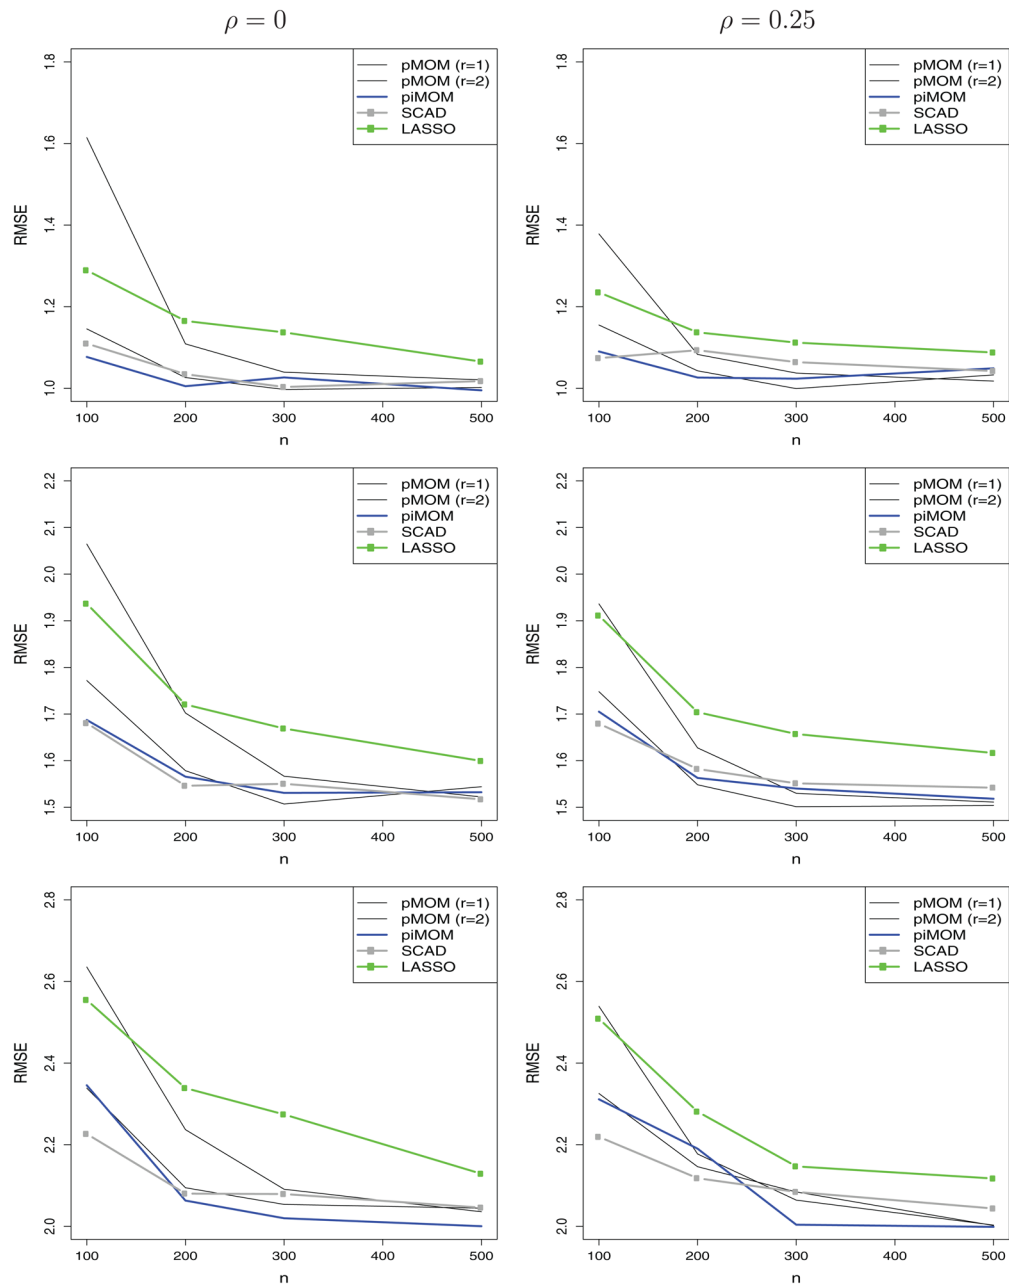 ρ = 0
ρ = 0.25
pMOM (r=1)
pMOM (r=2)
piMOM
SCAD
LASSO
RMSE
1.8
1.6
1.4
1.2
1.0
100
200
300
400
500
n
pMOM (r=1)
pMOM (r=2)
piMOM
SCAD
LASSO
RMSE
1.8
1.6
1.4
1.2
1.0
100
200
300
400
500
n
pMOM (r=1)
pMOM (r=2)
piMOM
SCAD
LASSO
RMSE
2.2
2.1
2.0
1.9
1.8
1.7
1.6
1.5
100
200
300
400
500
n
pMOM (r=1)
pMOM (r=2)
piMOM
SCAD
LASSO
RMSE
2.2
2.1
2.0
1.9
1.8
1.7
1.6
1.5
100
200
300
400
500
n
pMOM (r=1)
pMOM (r=2)
piMOM
SCAD
LASSO
RMSE
2.8
2.6
2.4
2.2
2.0
100
200
300
400
500
n
pMOM (r=1)
pMOM (r=2)
piMOM
SCAD
LASSO
RMSE
2.8
2.6
2.4
2.2
2.0
100
200
300
400
500
n